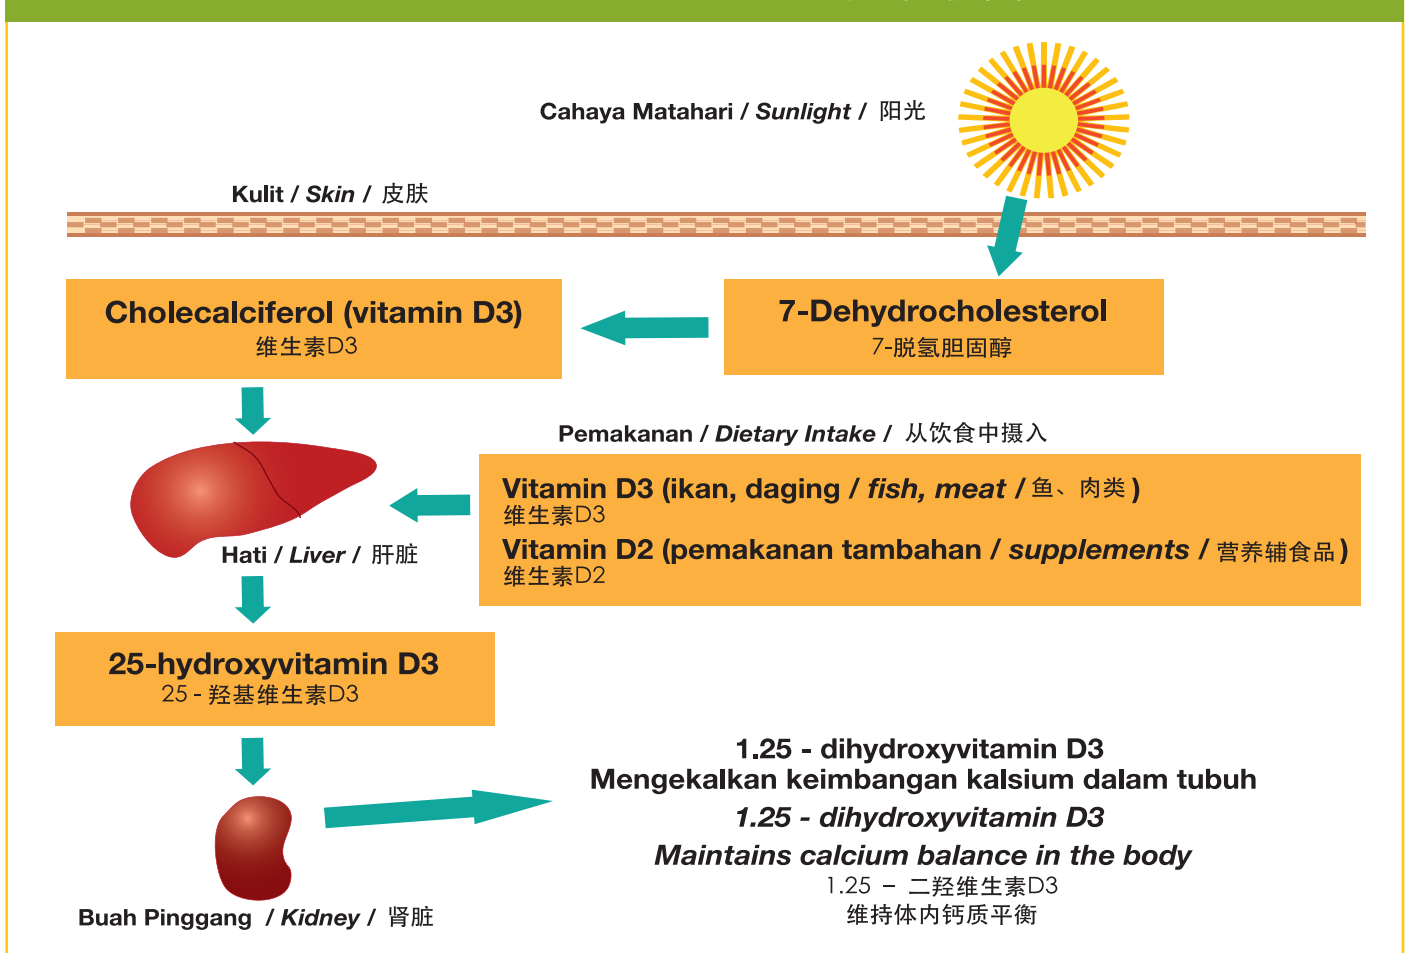 Cahaya Matahari / Sunlight / 阳光
Kulit / Skin / 皮肤
Cholecalciferol (vitamin D3)
维生素D3
7-Dehydrocholesterol
7-脱氢胆固醇
Pemakanan / Dietary Intake / 从饮食中摄入
Vitamin D3 (ikan, daging / fish, meat / 鱼、肉类 )
维生素D3
Vitamin D2 (pemakanan tambahan / supplements / 营养辅食品 )
维生素D2
Hati / Liver / 肝脏
25-hydroxyvitamin D3
25 - 羟基维生素D3
1.25 - dihydroxyvitamin D3
Mengekalkan keimbangan kalsium dalam tubuh
1.25 - dihydroxyvitamin D3
Maintains calcium balance in the body
1.25 – 二羟维生素D3
维持体内钙质平衡
Buah Pinggang / Kidney / 肾脏